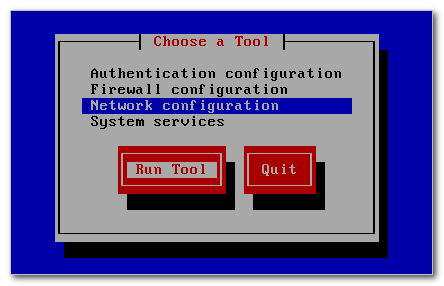 Choose a Tool
Authentication configuration
Firewall configuration
Network configuration
System services
Run Tool Quit